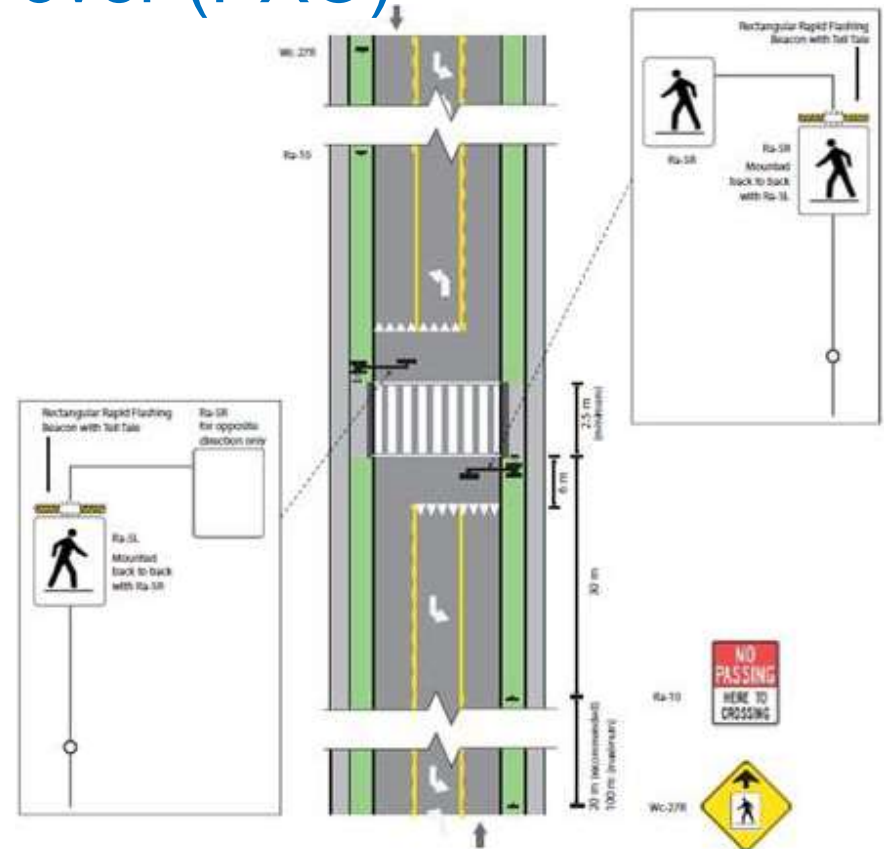 (PXO)
Wc-27R
Ra-10
Rectangular Rapid Flashing
Beacon with Tell Tale
Ra-5R
Ra-5R
Mounted
back to back
with Ra-5L
Rectangular Rapid Flashing
Beacon with Tell Tale
Ra-5R
for opposite
direction only
Ra-5L
Mounted
back to back
with Ra-5R
2.5 m
(minimum)
6 m
30 m
20 m (recommended)
100 m (maximum)
Ra-10
NO
PASSING
HERE TO
CROSSING
Wc-27R